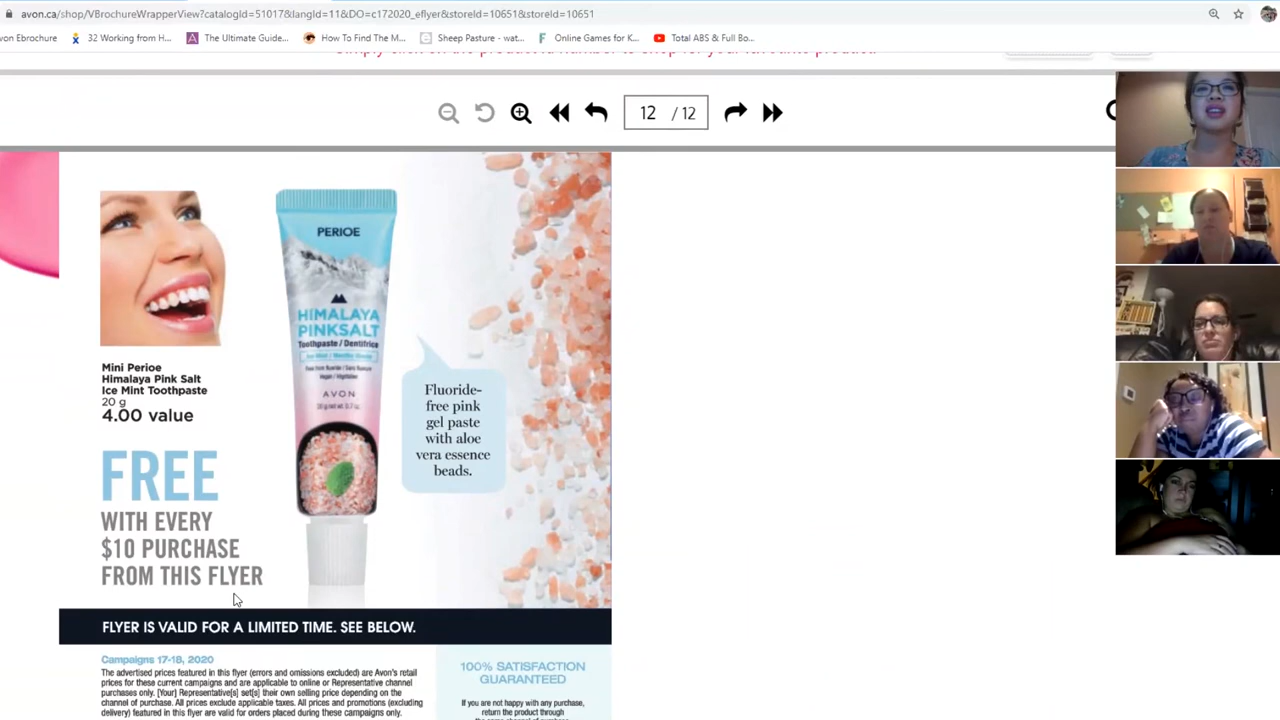 avon.ca/shop/VBrochureWrapperView?catalogId=51017&langId=11&DO=c172020_eflyer&storeId=10651&storeId=10651
von Ebrochure
32 Working from H...
The Ultimate Guide...
How To Find The M...
Sheep Pasture - wat...
Online Games for K...
Total ABS & Full Bo...
12 / 12
PERIOE
HIMALAYA
PINKSALT
Toothpaste / Dentifrice
AVON
Fluoride-
free pink
gel paste
with aloe
vera essence
beads.
Mini Perioe
Himalaya Pink Salt
Ice Mint Toothpaste
20 g
4.00 value
FREE
WITH EVERY
$10 PURCHASE
FROM THIS FLYER
FLYER IS VALID FOR A LIMITED TIME. SEE BELOW.
Campaigns 17-18, 2020
The advertised prices featured in this flyer (errors and omissions excluded) are Avon's retail
prices for these current campaigns and are applicable to online or Representative channel
purchases only. [Your] Representative[s] set[s] their own selling price depending on the
channel of purchase. All prices exclude applicable taxes. All prices and promotions (excluding
delivery) featured in this flyer are valid for orders placed during these campaigns only.
100% SATISFACTION
GUARANTEED
If you are not happy with any purchase,
return the product through